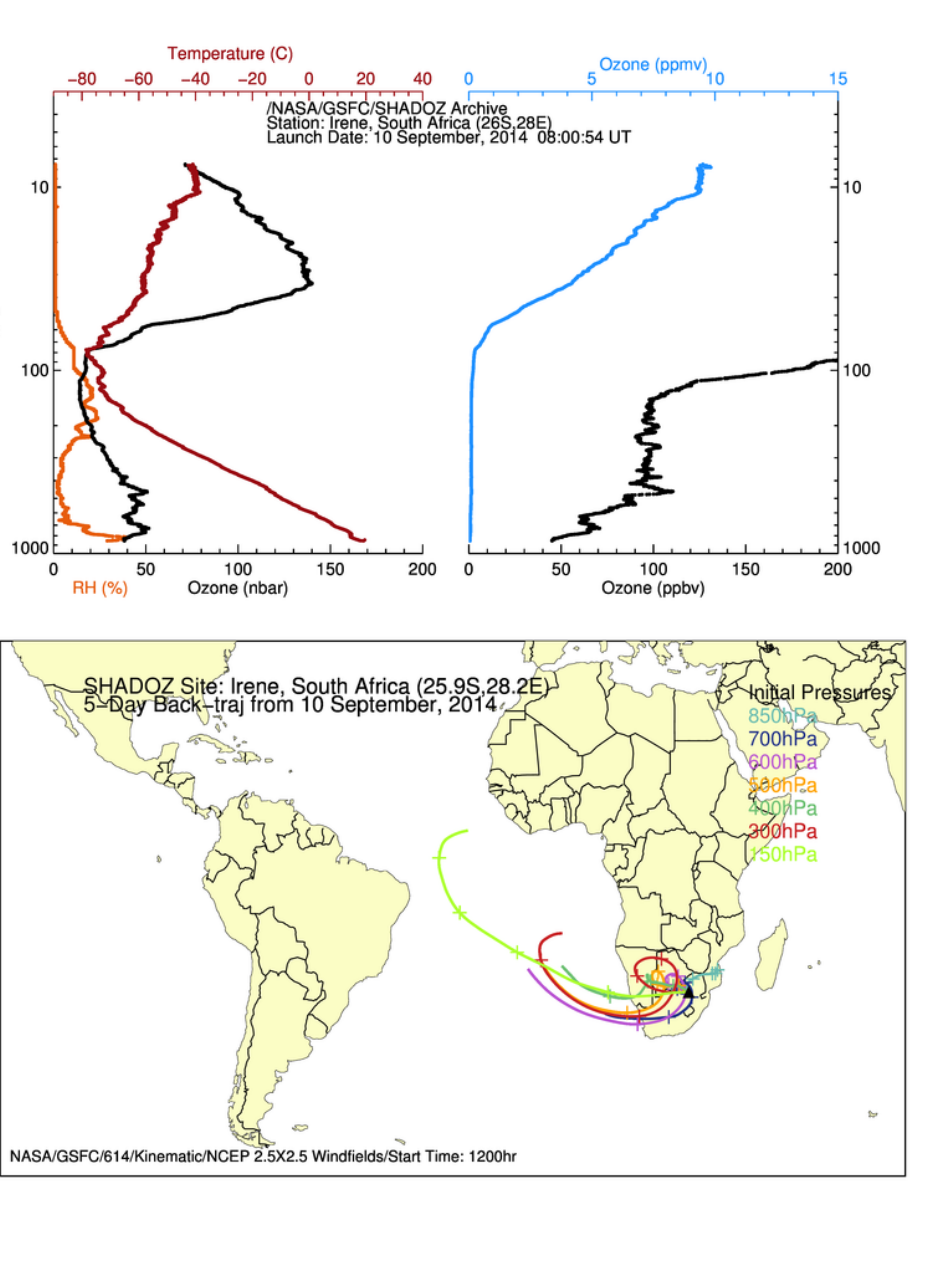 Temperature (C)
−80 −60 −40 −20 0 20 40
Ozone (ppmv)
0 5 10 15
/NASA/GSFC/SHADOZ Archive
Station: Irene, South Africa (26S,28E)
Launch Date: 10 September, 2014 08:00:54 UT
10 10
100 100
1000 1000
0 50 100 150 200
RH (%) Ozone (nbar)
0 50 100 150 200
Ozone (ppbv)
SHADOZ Site: Irene, South Africa (25.9S,28.2E)
5−Day Back−traj from 10 September, 2014
Initial Pressures
850hPa
700hPa
600hPa
500hPa
400hPa
300hPa
150hPa
NASA/GSFC/614/Kinematic/NCEP 2.5X2.5 Windfields/Start Time: 1200hr